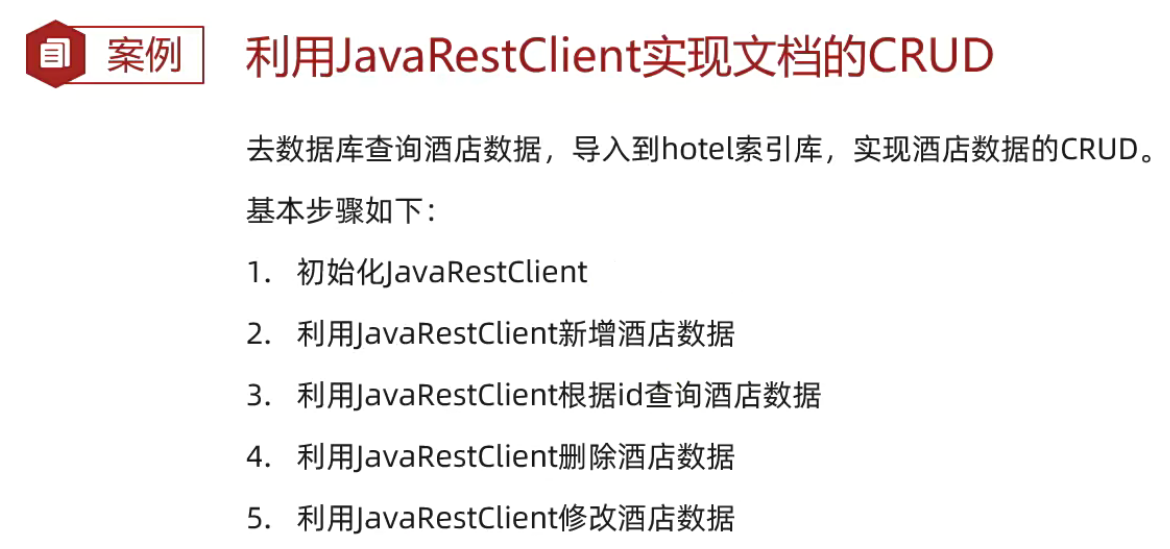 案例
利用JavaRestClient实现文档的CRUD
去数据库查询酒店数据，导入到hotel索引库，实现酒店数据的CRUD。
基本步骤如下：
1. 初始化JavaRestClient
2. 利用JavaRestClient新增酒店数据
3. 利用JavaRestClient根据id查询酒店数据
4. 利用JavaRestClient删除酒店数据
5. 利用JavaRestClient修改酒店数据